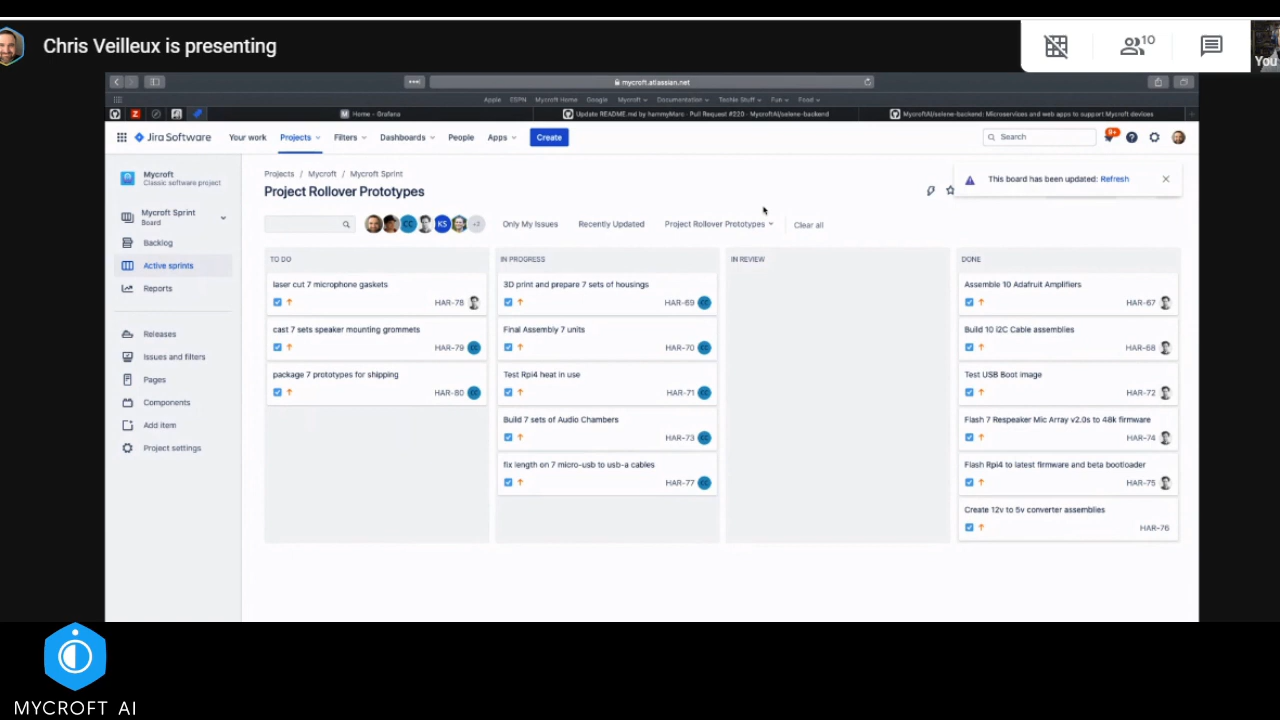 Chris Veilleux is presenting
10
You
mycroft.atlassian.net
Apple ESPN Mycroft Home Google Mycroft Documentation Techie Stuff Fun Food
Home - Grafana
Update README.md by hammyMarc · Pull Request #220 · MycroftAI/selene-backend
MycroftAI/selene-backend: Microservices and web apps to support Mycroft devices
Jira Software
Your work
Projects
Filters
Dashboards
People
Apps
Create
Search
9+
Mycroft
Classic software project
Mycroft Sprint
Board
Backlog
Active sprints
Reports
Releases
Issues and filters
Pages
Components
Add item
Project settings
Projects / Mycroft / Mycroft Sprint
Project Rollover Prototypes
This board has been updated: Refresh
CC
KS
+2
Only My Issues
Recently Updated
Project Rollover Prototypes
Clear all
TO DO
laser cut 7 microphone gaskets
HAR-78
cast 7 sets speaker mounting grommets
HAR-79 CC
package 7 prototypes for shipping
HAR-80 CC
IN PROGRESS
3D print and prepare 7 sets of housings
HAR-69 CC
Final Assembly 7 units
HAR-70 CC
Test Rpi4 heat in use
HAR-71 CC
Build 7 sets of Audio Chambers
HAR-73 CC
fix length on 7 micro-usb to usb-a cables
HAR-77 CC
IN REVIEW
DONE
Assemble 10 Adafruit Amplifiers
HAR-67
Build 10 I2C Cable assemblies
HAR-68
Test USB Boot image
HAR-72
Flash 7 Respeaker Mic Array v2.0s to 48k firmware
HAR-74
Flash Rpi4 to latest firmware and beta bootloader
HAR-75
Create 12v to 5v converter assemblies
HAR-76
MYCROFT AI